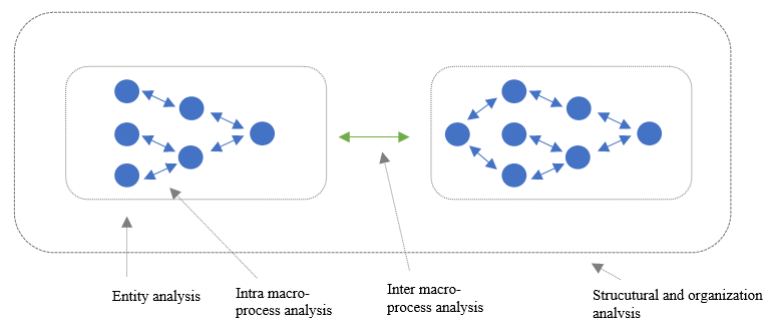 Entity analysis
Intra macro-
process analysis
Inter macro-
process analysis
Strucutural and organization
analysis